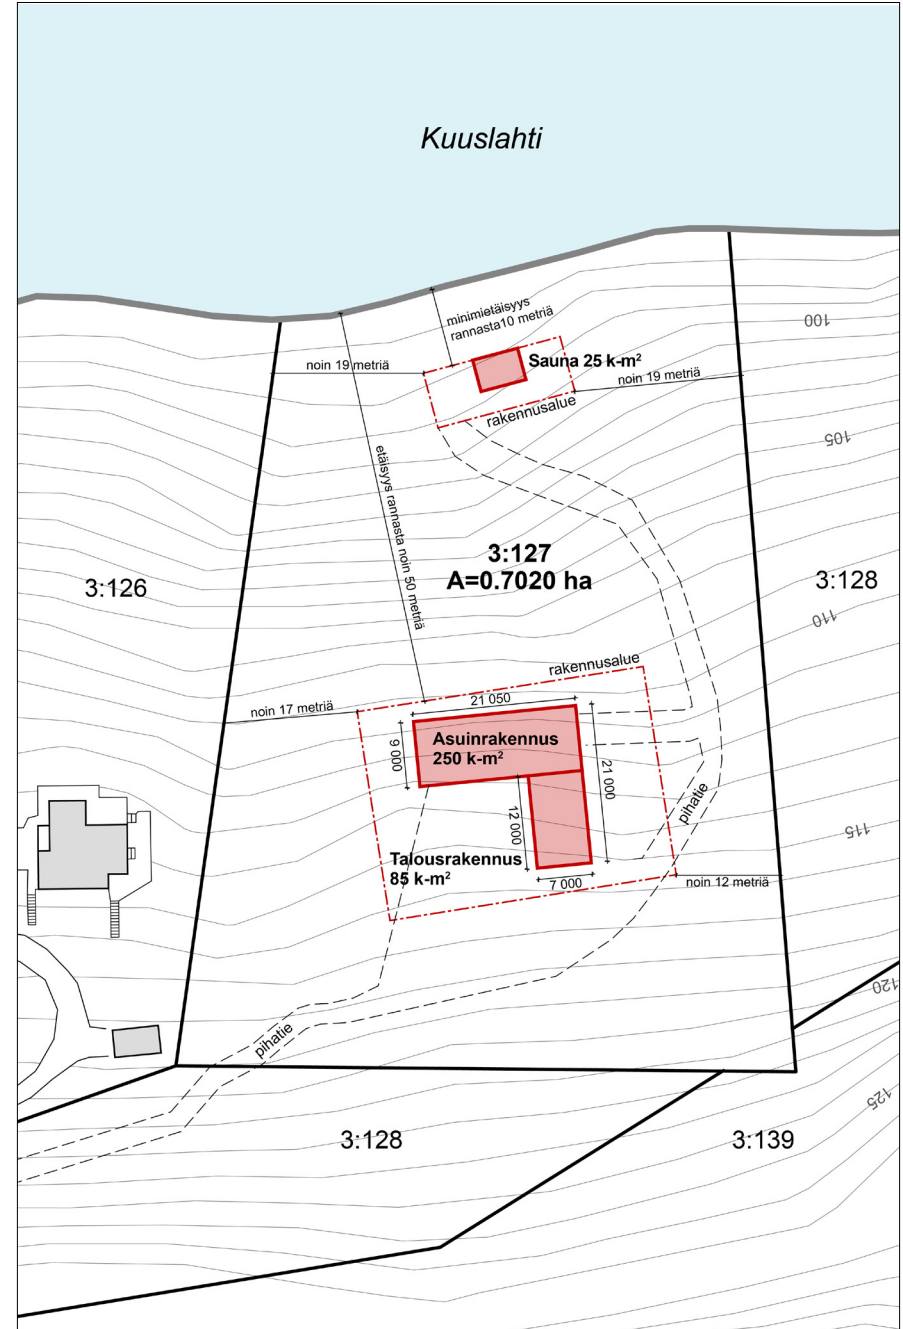 Kuuslahti
minimietäisyys
rannasta10 metriä
100
Sauna 25 k-m²
noin 19 metriä
noin 19 metriä
rakennusalue
105
etäisyys rannasta noin 50 metriä
3:127
A=0.7020 ha
3:126
3:128
110
rakennusalue
21 050
noin 17 metriä
Asuinrakennus
250 k-m²
9 000
21 000
pihatie
12 000
115
Talousrakennus
85 k-m²
7 000
noin 12 metriä
120
pihatie
125
3:128
3:139